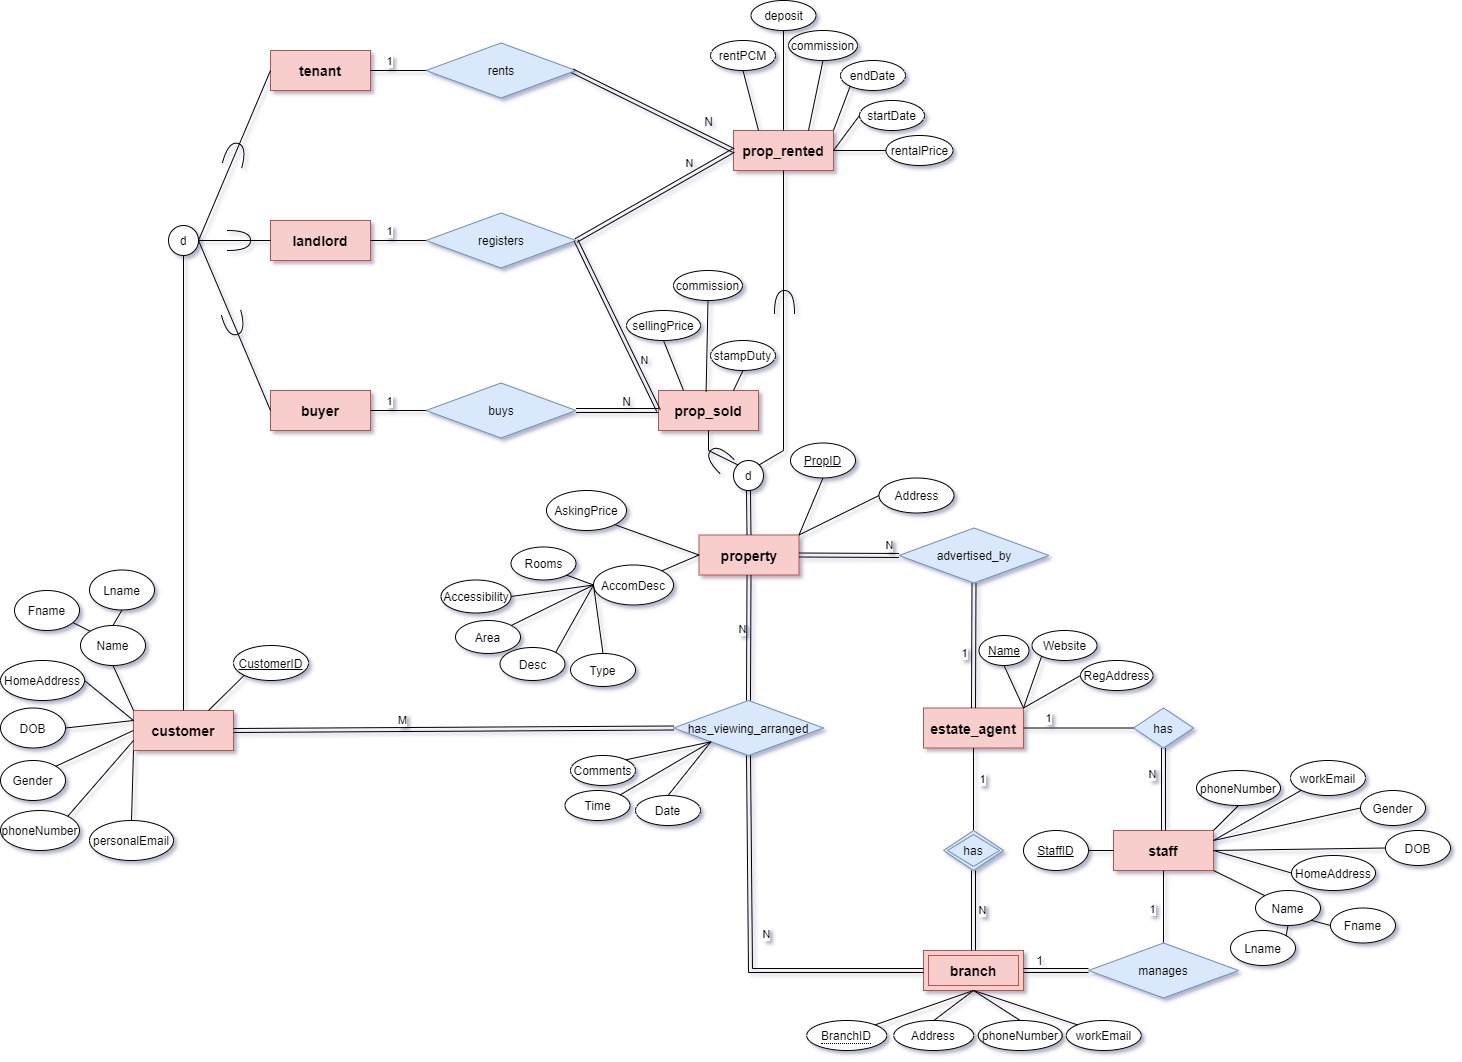 deposit
rentPCM
commission
tenant
1
rents
endDate
N
startDate
prop_rented
rentalPrice
N
d
landlord
1
registers
commission
sellingPrice
stampDuty
N
buyer
1
buys
N
prop_sold
PropID
d
Address
AskingPrice
N
property
advertised_by
Rooms
AccomDesc
Accessibility
Lname
Fname
Area
N
Name
Desc
Type
1
Name
Website
CustomerID
RegAddress
HomeAddress
DOB
customer
M
has_viewing_arranged
estate_agent
1
has
Gender
Comments
1
N
phoneNumber
workEmail
Time
Date
Gender
phoneNumber
personalEmail
has
StaffID
staff
DOB
HomeAddress
N
1
Name
Fname
N
Lname
branch
1
manages
BranchID
Address
phoneNumber
workEmail